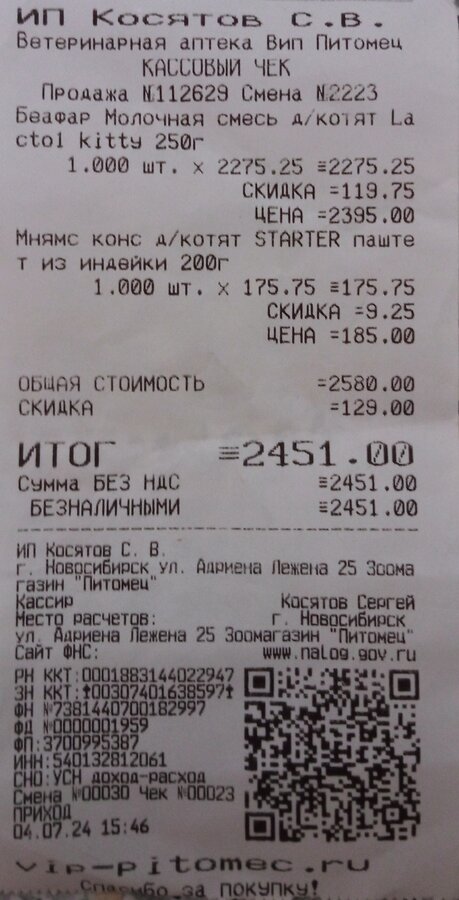 ИП Косятов С.В.
Ветеринарная аптека Вип Питомец
КАССОВЫЙ ЧЕК
Продажа №112629 Смена №2223
Беафар Молочная смесь д/котят La
ctol kitty 250г
1.000 шт. x 2275.25 ≡2275.25
СКИДКА =119.75
ЦЕНА =2395.00
Мнямс конс д/котят STARTER паште
т из индейки 200г
1.000 шт. x 175.75 ≡175.75
СКИДКА =9.25
ЦЕНА =185.00
ОБЩАЯ СТОИМОСТЬ =2580.00
СКИДКА =129.00
ИТОГ ≡2451.00
Сумма БЕЗ НДС ≡2451.00
БЕЗНАЛИЧНЫМИ ≡2451.00
ИП Косятов С. В.
г. Новосибирск ул. Адриена Лежена 25 Зоома
газин "Питомец"
Кассир Косятов Сергей
Место расчетов: г. Новосибирск
ул. Адриена Лежена 25 Зоомагазин "Питомец"
Сайт ФНС: www.nalog.gov.ru
РН ККТ:0001883144022947
ЗН ККТ:‡00307401638597‡
ФН №7381440700182997
ФД №0000001959
ФП:3700995387
ИНН:540132812061
СНО:УСН доход-расход
Смена №00030 Чек №00023
ПРИХОД
04.07.24 15:46
vip-pitomec.ru
Спасибо за ПОКУПКУ!